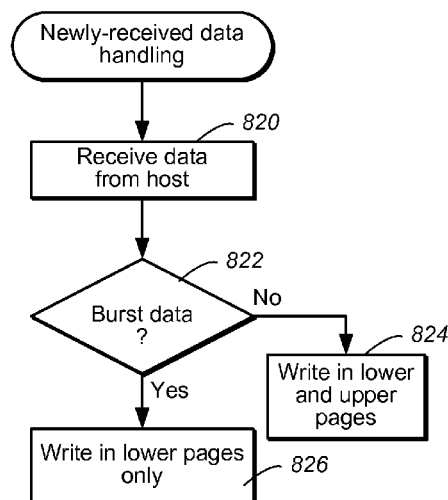 Newly-received data
handling
820
Receive data
from host
822
Burst data
?
No
Yes
824
Write in lower
and upper
pages
Write in lower pages
only
826